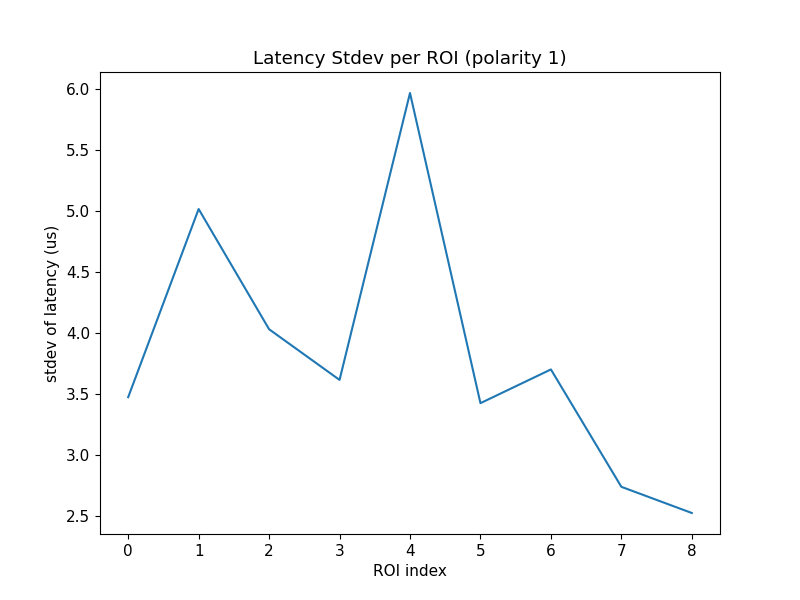 Latency Stdev per ROI (polarity 1)
stdev of latency (us)
6.0
5.5
5.0
4.5
4.0
3.5
3.0
2.5
0 1 2 3 4 5 6 7 8
ROI index